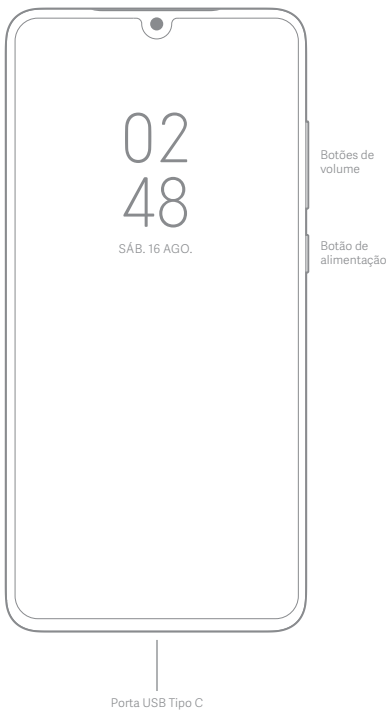 02
48
SÁB. 16 AGO.
Botões de
volume
Botão de
alimentação
Porta USB Tipo C